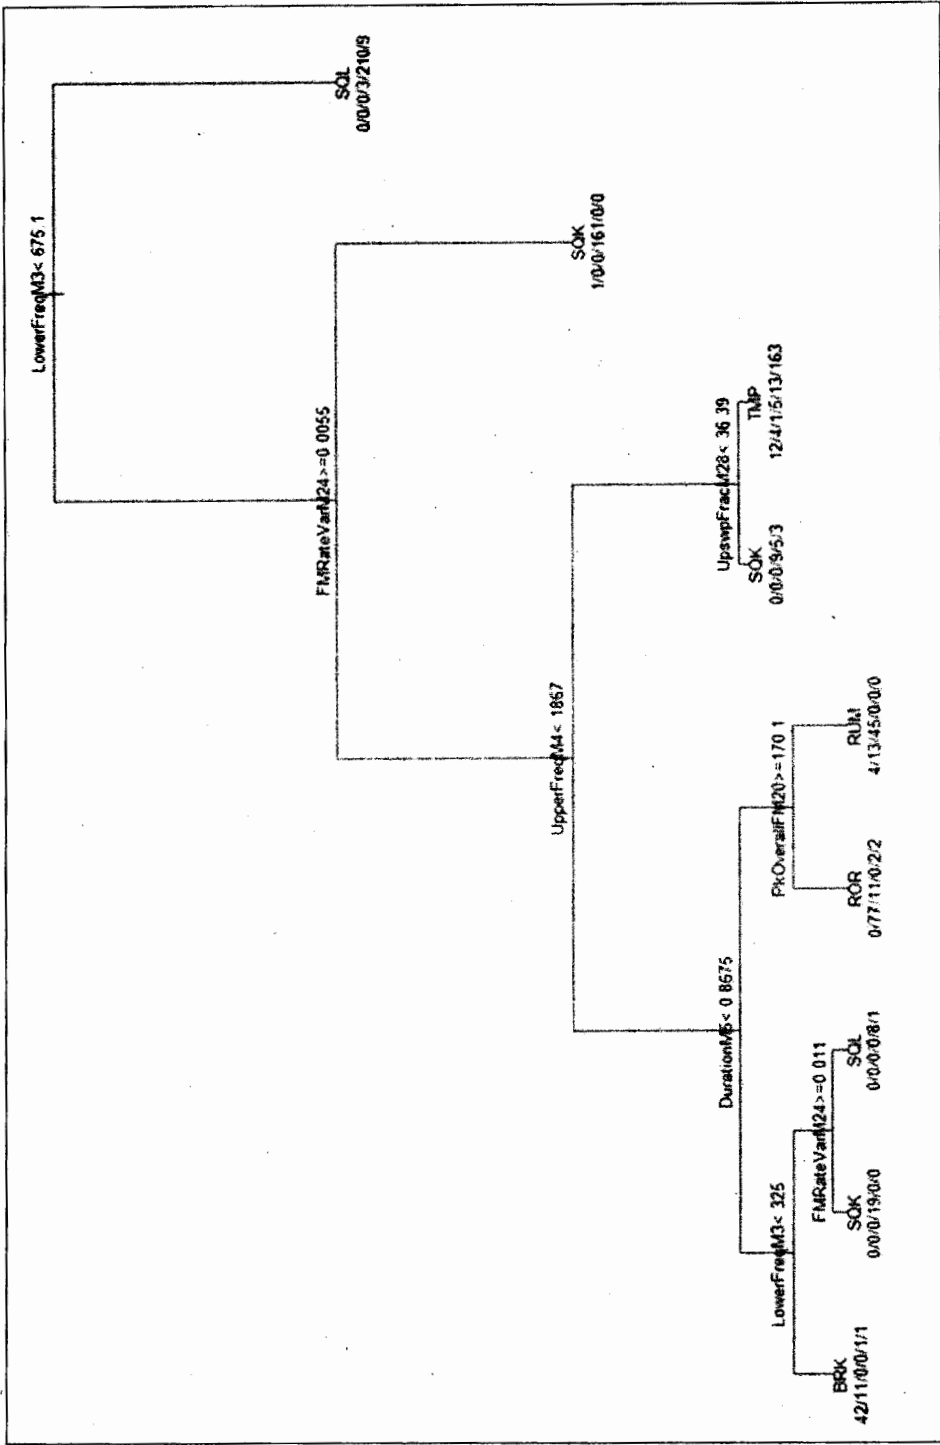 LowerFreqM3< 675.1
SQL
0/0/0/3/210/9
FMRateVarM24>=0.0055
SQK
1/0/0/161/0/0
UpperFreqM4< 1867
UpswpFracM28< 36.39
SQK
0/0/0/9/5/3
TMP
12/4/1/5/13/163
DurationM5< 0.8675
PkOverallFM20>=170.1
ROR
0/77/11/0/2/2
RUM
4/13/45/0/0/0
LowerFreqM3< 325
FMRateVarM24>=0.011
BRK
42/11/0/0/1/1
SQK
0/0/0/19/0/0
SQL
0/0/0/0/8/1